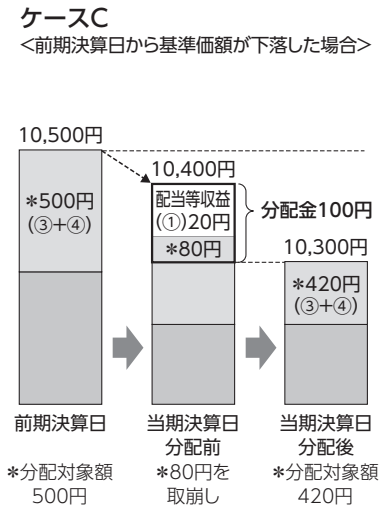 ケースC
<前期決算日から基準価額が下落した場合>
10,500円
10,400円
配当等収益
(①)20円
*80円
分配金100円
*500円
(③+④)
10,300円
*420円
(③+④)
前期決算日
当期決算日
分配前
当期決算日
分配後
*分配対象額
500円
*80円を
取崩し
*分配対象額
420円